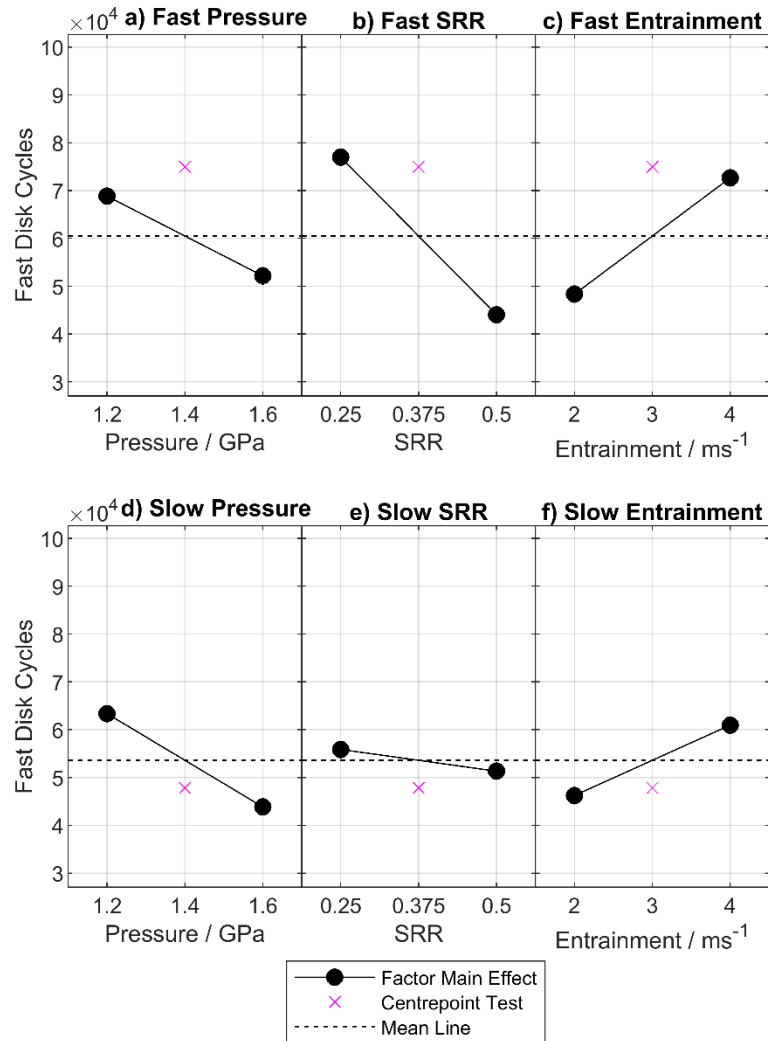 ×10⁴ a) Fast Pressure b) Fast SRR c) Fast Entrainment
10
9
8
7
6
5
4
3
Fast Disk Cycles
1.2 1.4 1.6 0.25 0.375 0.5 2 3 4
Pressure / GPa SRR Entrainment / ms⁻¹
×10⁴ d) Slow Pressure e) Slow SRR f) Slow Entrainment
10
9
8
7
6
5
4
3
Fast Disk Cycles
1.2 1.4 1.6 0.25 0.375 0.5 2 3 4
Pressure / GPa SRR Entrainment / ms⁻¹
Factor Main Effect
Centrepoint Test
Mean Line